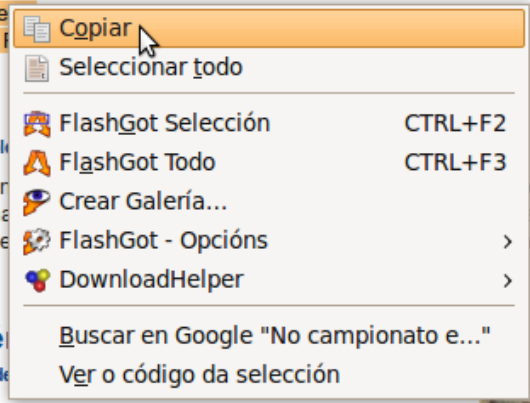 Copiar
Seleccionar todo
FlashGot Selección CTRL+F2
FlashGot Todo CTRL+F3
Crear Galería...
FlashGot - Opcións
DownloadHelper
Buscar en Google "No campionato e..."
Ver o código da selección